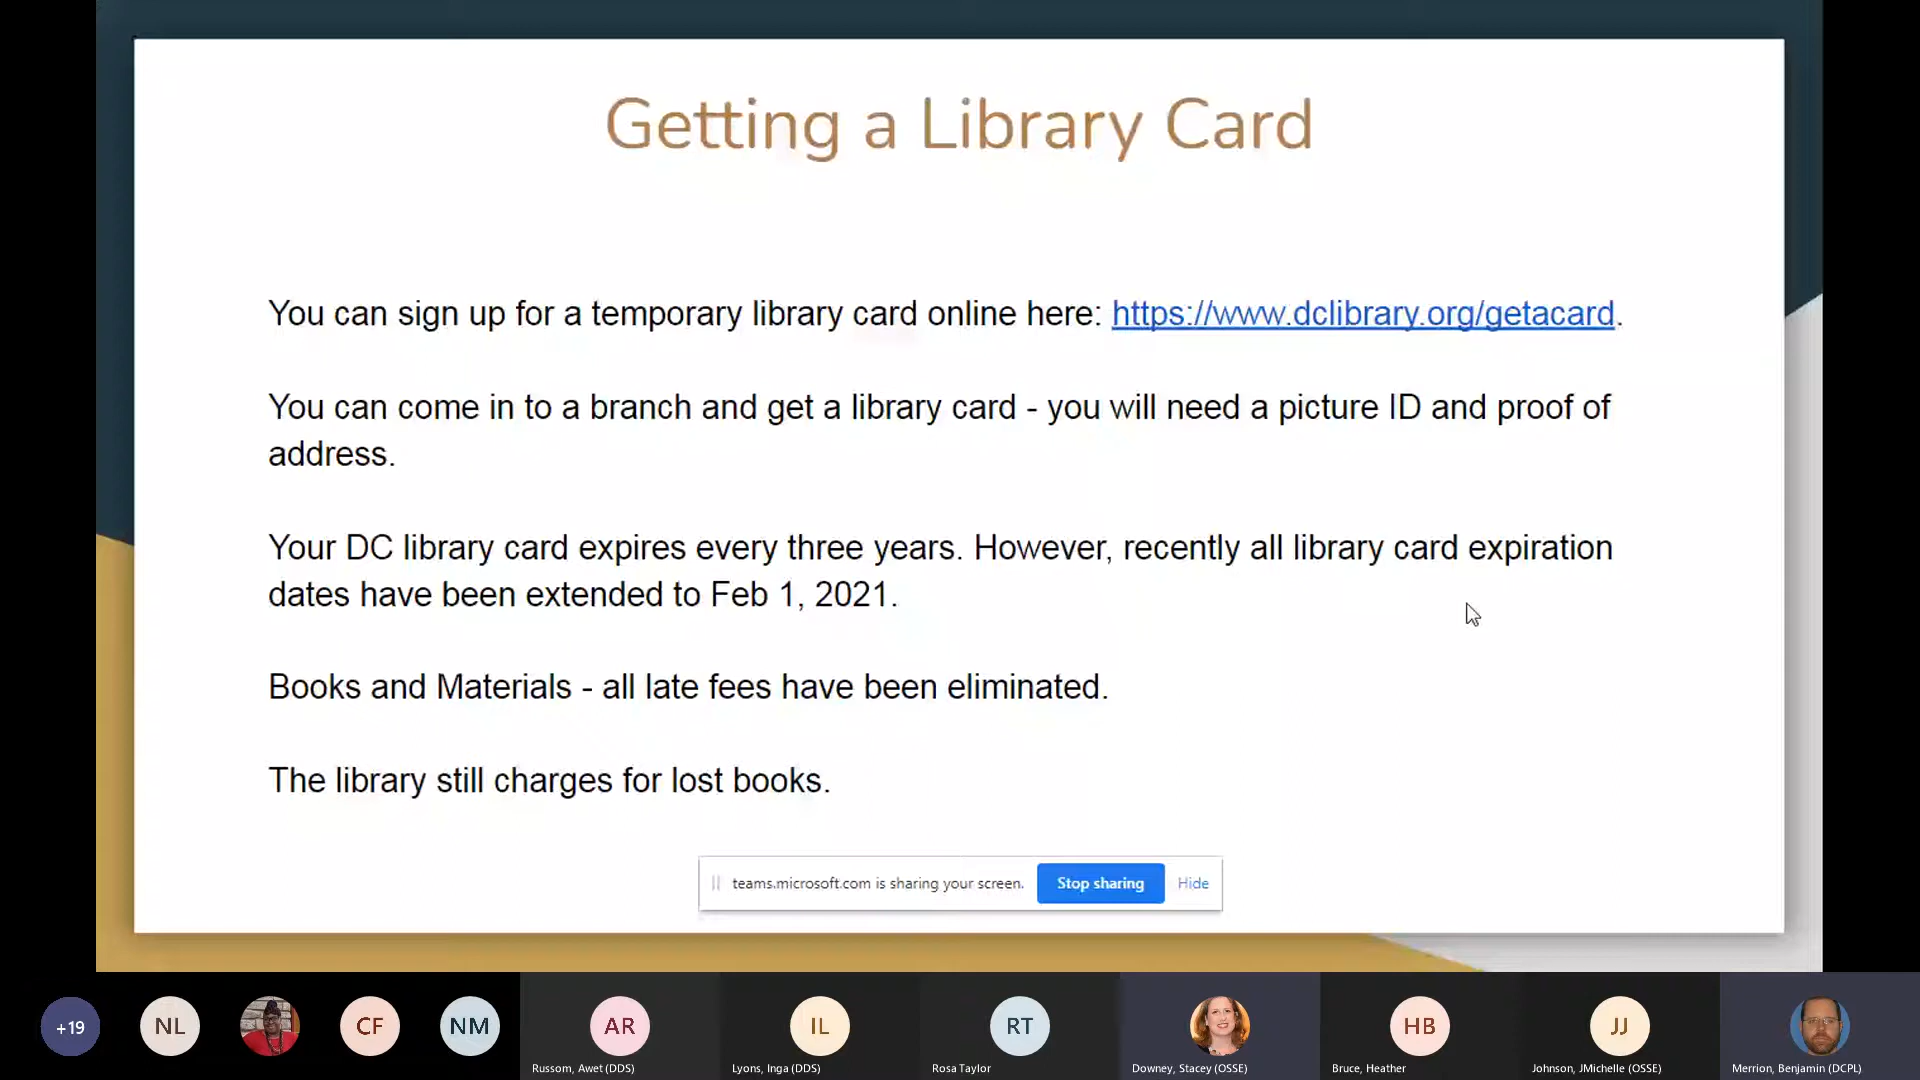 Getting a Library Card
You can sign up for a temporary library card online here: https://www.dclibrary.org/getacard.
You can come in to a branch and get a library card - you will need a picture ID and proof of
address.
Your DC library card expires every three years. However, recently all library card expiration
dates have been extended to Feb 1, 2021.
Books and Materials - all late fees have been eliminated.
The library still charges for lost books.
teams.microsoft.com is sharing your screen. Stop sharing Hide
+19 NL CF NM AR IL RT HB JJ
Russom, Awet (DDS) Lyons, Inga (DDS) Rosa Taylor Downey, Stacey (OSSE) Bruce, Heather Johnson, JMichelle (OSSE) Merrion, Benjamin (DCPL)